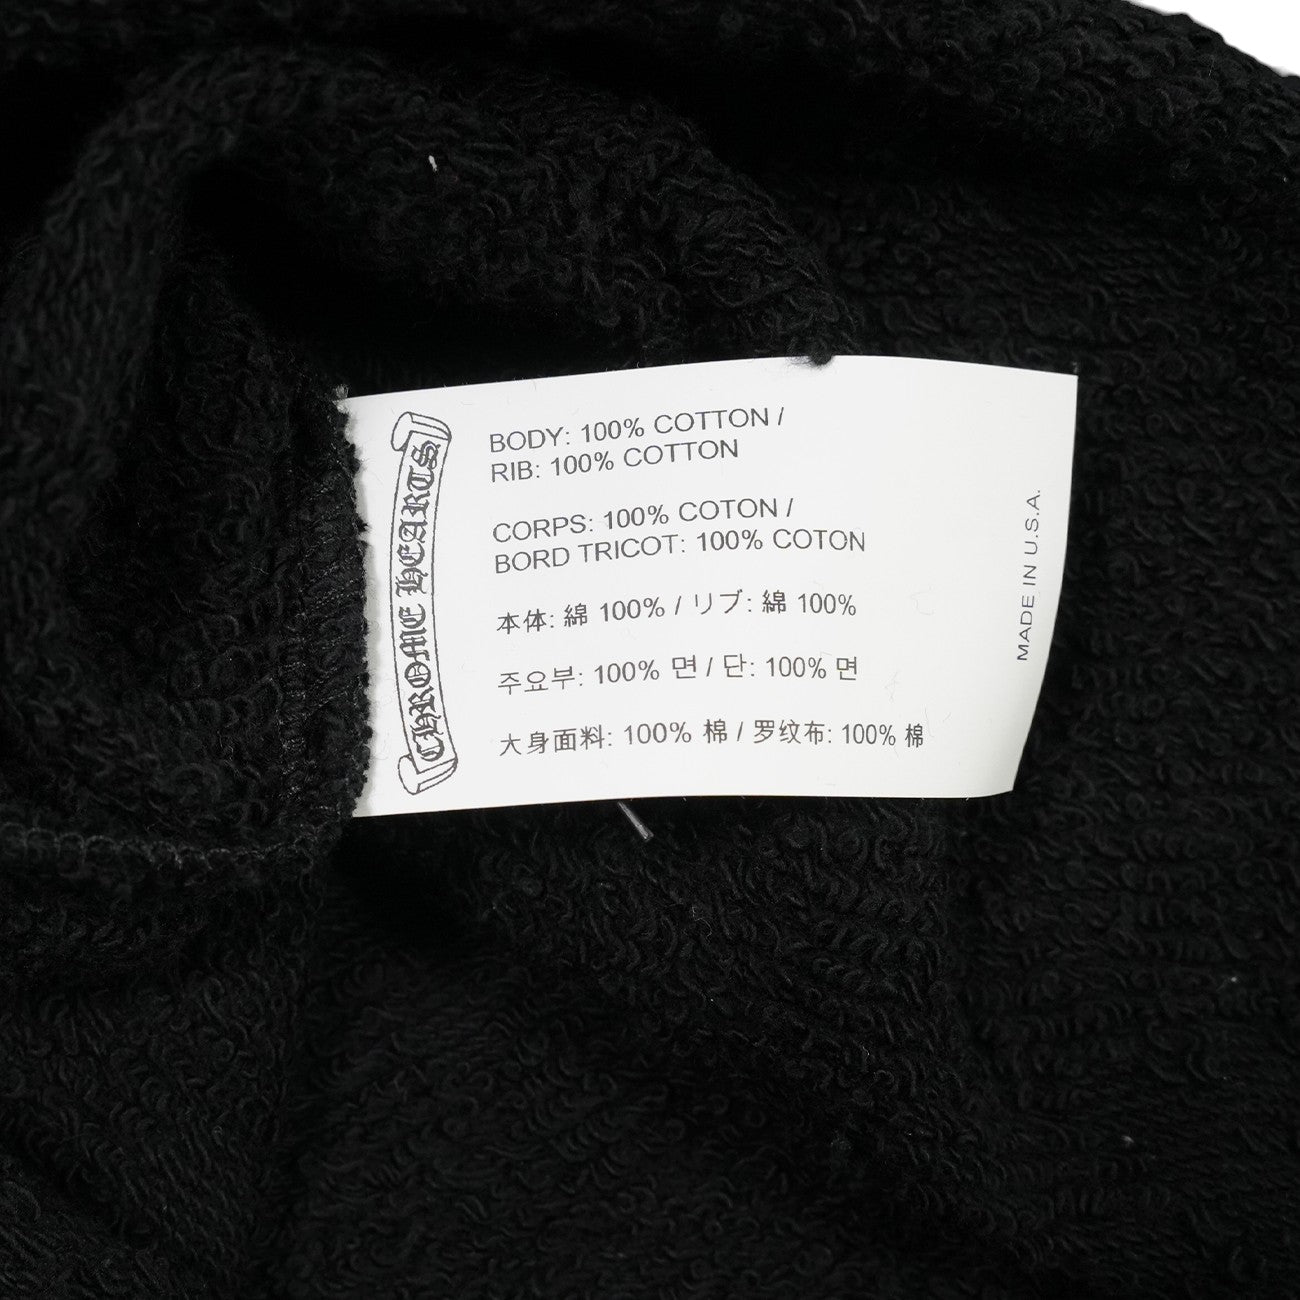 CHROME HEARTS
BODY: 100% COTTON /
RIB: 100% COTTON
CORPS: 100% COTON /
BORD TRICOT: 100% COTON
本体: 綿 100% / リブ: 綿 100%
주요부: 100% 면 / 단: 100% 면
大身面料: 100% 棉 / 罗纹布: 100% 棉
MADE IN U.S.A.